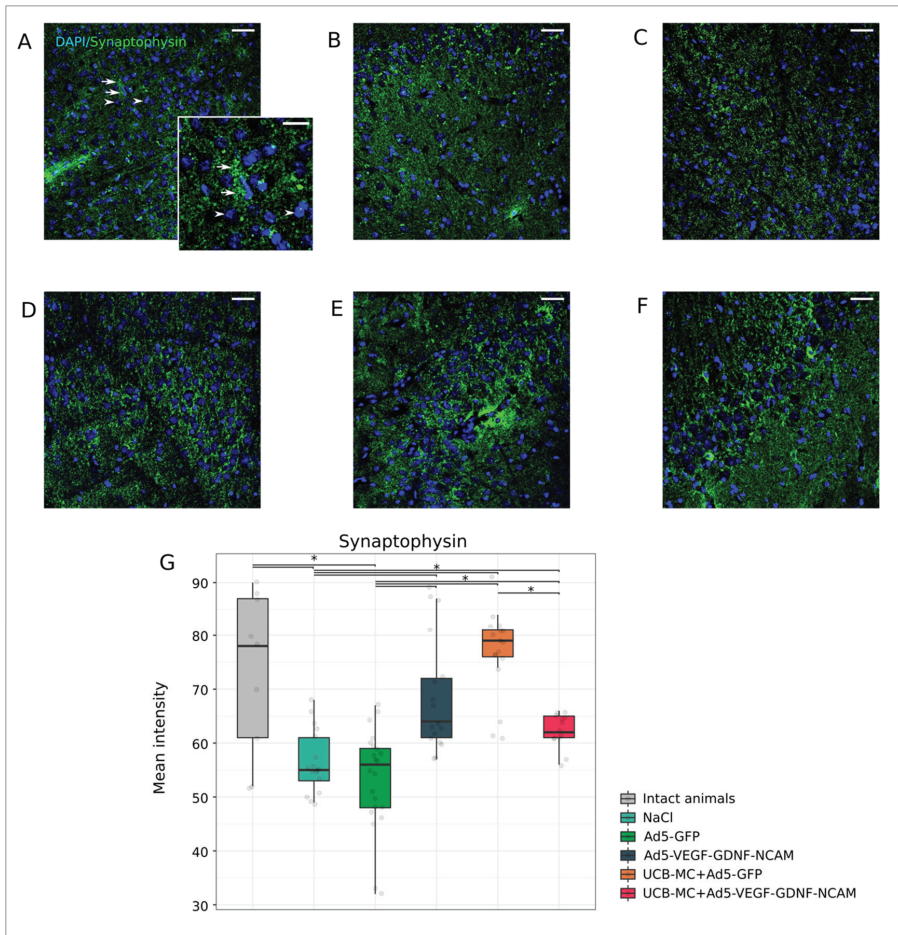 A
DAPI/Synaptophysin
B
C
D
E
F
G
Synaptophysin
*
*
*
*
90
80
70
60
50
40
30
Mean intensity
Intact animals
NaCl
Ad5-GFP
Ad5-VEGF-GDNF-NCAM
UCB-MC+Ad5-GFP
UCB-MC+Ad5-VEGF-GDNF-NCAM